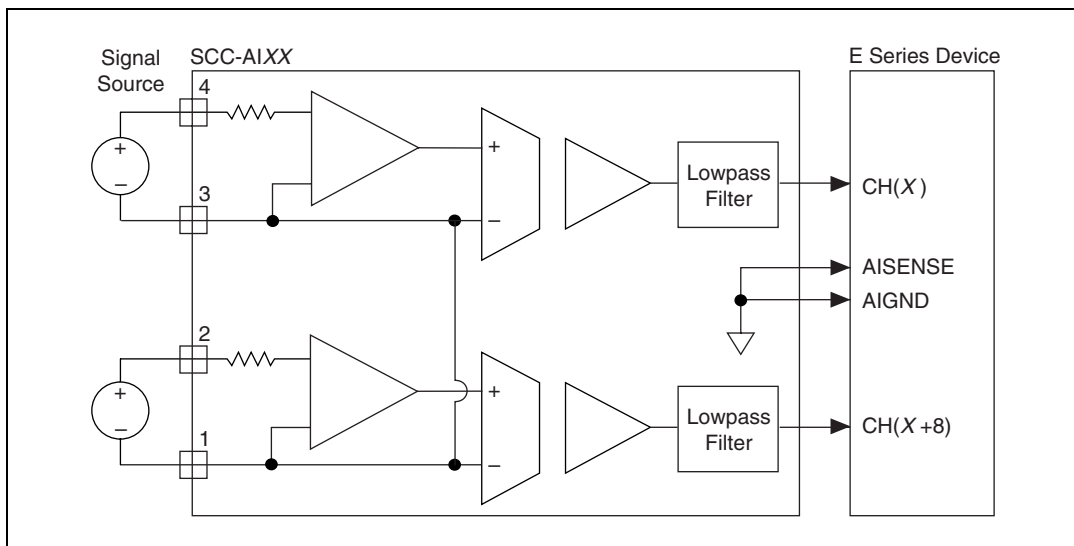 Signal
Source
SCC-AIXX
E Series Device
4
+
−
3
+
−
Lowpass
Filter
CH(X)
AISENSE
AIGND
2
+
−
1
+
−
Lowpass
Filter
CH(X+8)